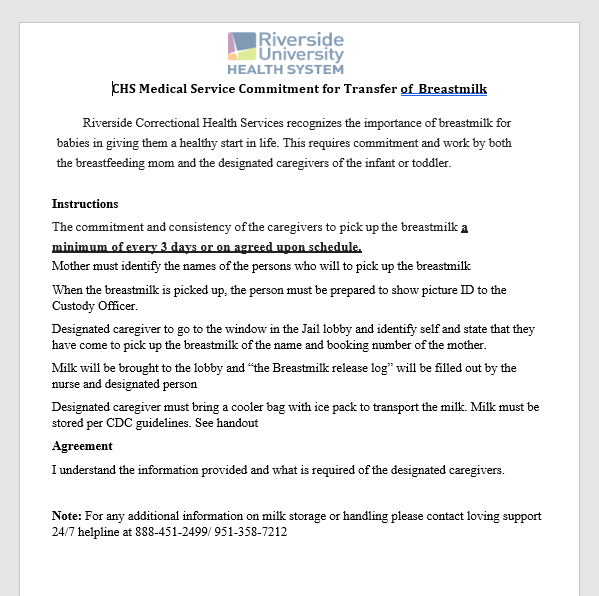 Riverside
University
HEALTH SYSTEM
CHS Medical Service Commitment for Transfer of Breastmilk
Riverside Correctional Health Services recognizes the importance of breastmilk for
babies in giving them a healthy start in life. This requires commitment and work by both
the breastfeeding mom and the designated caregivers of the infant or toddler.
Instructions
The commitment and consistency of the caregivers to pick up the breastmilk a
minimum of every 3 days or on agreed upon schedule.
Mother must identify the names of the persons who will to pick up the breastmilk
When the breastmilk is picked up, the person must be prepared to show picture ID to the
Custody Officer.
Designated caregiver to go to the window in the Jail lobby and identify self and state that they
have come to pick up the breastmilk of the name and booking number of the mother.
Milk will be brought to the lobby and “the Breastmilk release log” will be filled out by the
nurse and designated person
Designated caregiver must bring a cooler bag with ice pack to transport the milk. Milk must be
stored per CDC guidelines. See handout
Agreement
I understand the information provided and what is required of the designated caregivers.
Note: For any additional information on milk storage or handling please contact loving support
24/7 helpline at 888-451-2499/ 951-358-7212